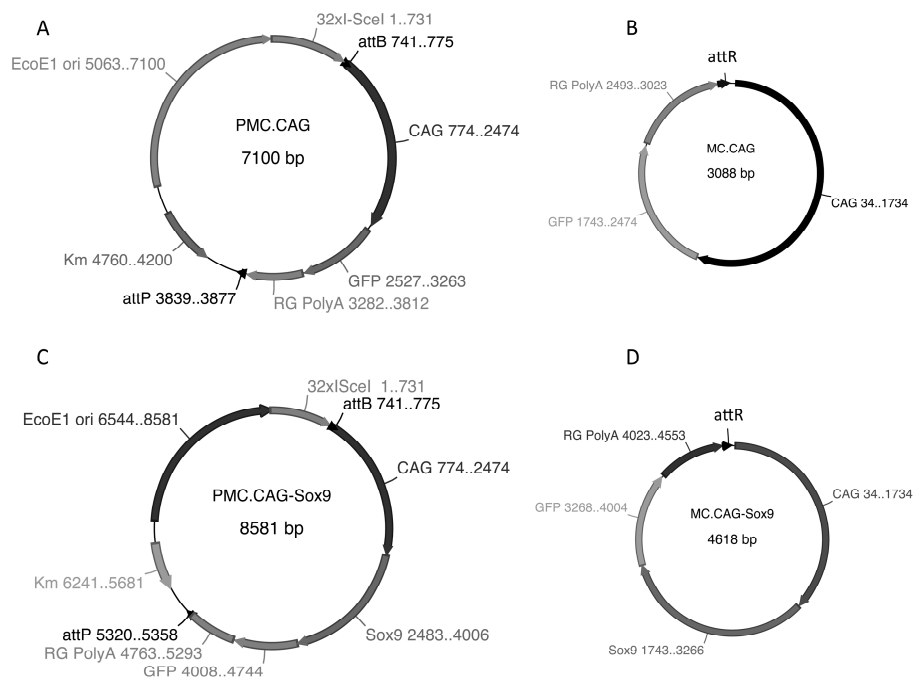 A
32xI-SceI 1..731
attB 741..775
EcoE1 ori 5063..7100
PMC.CAG
7100 bp
CAG 774..2474
Km 4760..4200
attP 3839..3877
GFP 2527..3263
RG PolyA 3282..3812
B
attR
RG PolyA 2493..3023
MC.CAG
3088 bp
CAG 34..1734
GFP 1743..2474
C
32xISceI 1..731
attB 741..775
EcoE1 ori 6544..8581
CAG 774..2474
PMC.CAG-Sox9
8581 bp
Km 6241..5681
attP 5320..5358
Sox9 2483..4006
RG PolyA 4763..5293
GFP 4008..4744
D
attR
RG PolyA 4023..4553
CAG 34..1734
GFP 3268..4004
MC.CAG-Sox9
4618 bp
Sox9 1743..3266